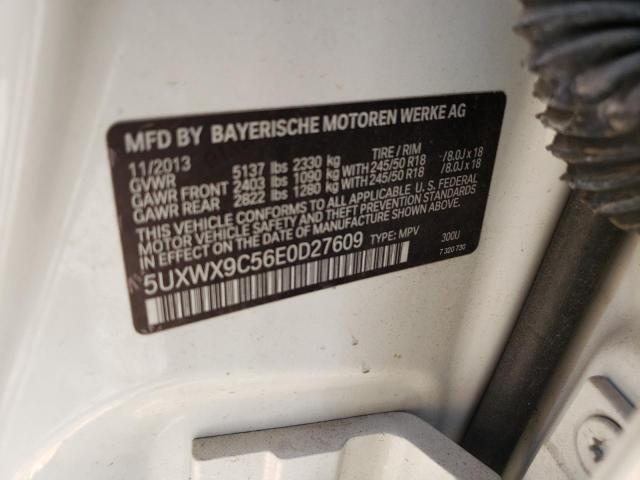 MFD BY BAYERISCHE MOTOREN WERKE AG
11/2013 TIRE / RIM
GVWR 5137 lbs 2330 kg
GAWR FRONT 2403 lbs 1090 kg WITH 245/50 R18 /8.0J x 18
GAWR REAR 2822 lbs 1280 kg WITH 245/50 R18 /8.0J x 18
THIS VEHICLE CONFORMS TO ALL APPLICABLE U.S. FEDERAL
SAFETY, BUMPER, AND THEFT PREVENTION STANDARDS
IN EFFECT ON THE DATE OF MANUFACTURE SHOWN ABOVE.
5UXWX9C56E0D27609 TYPE: MPV 300U
7 320 730